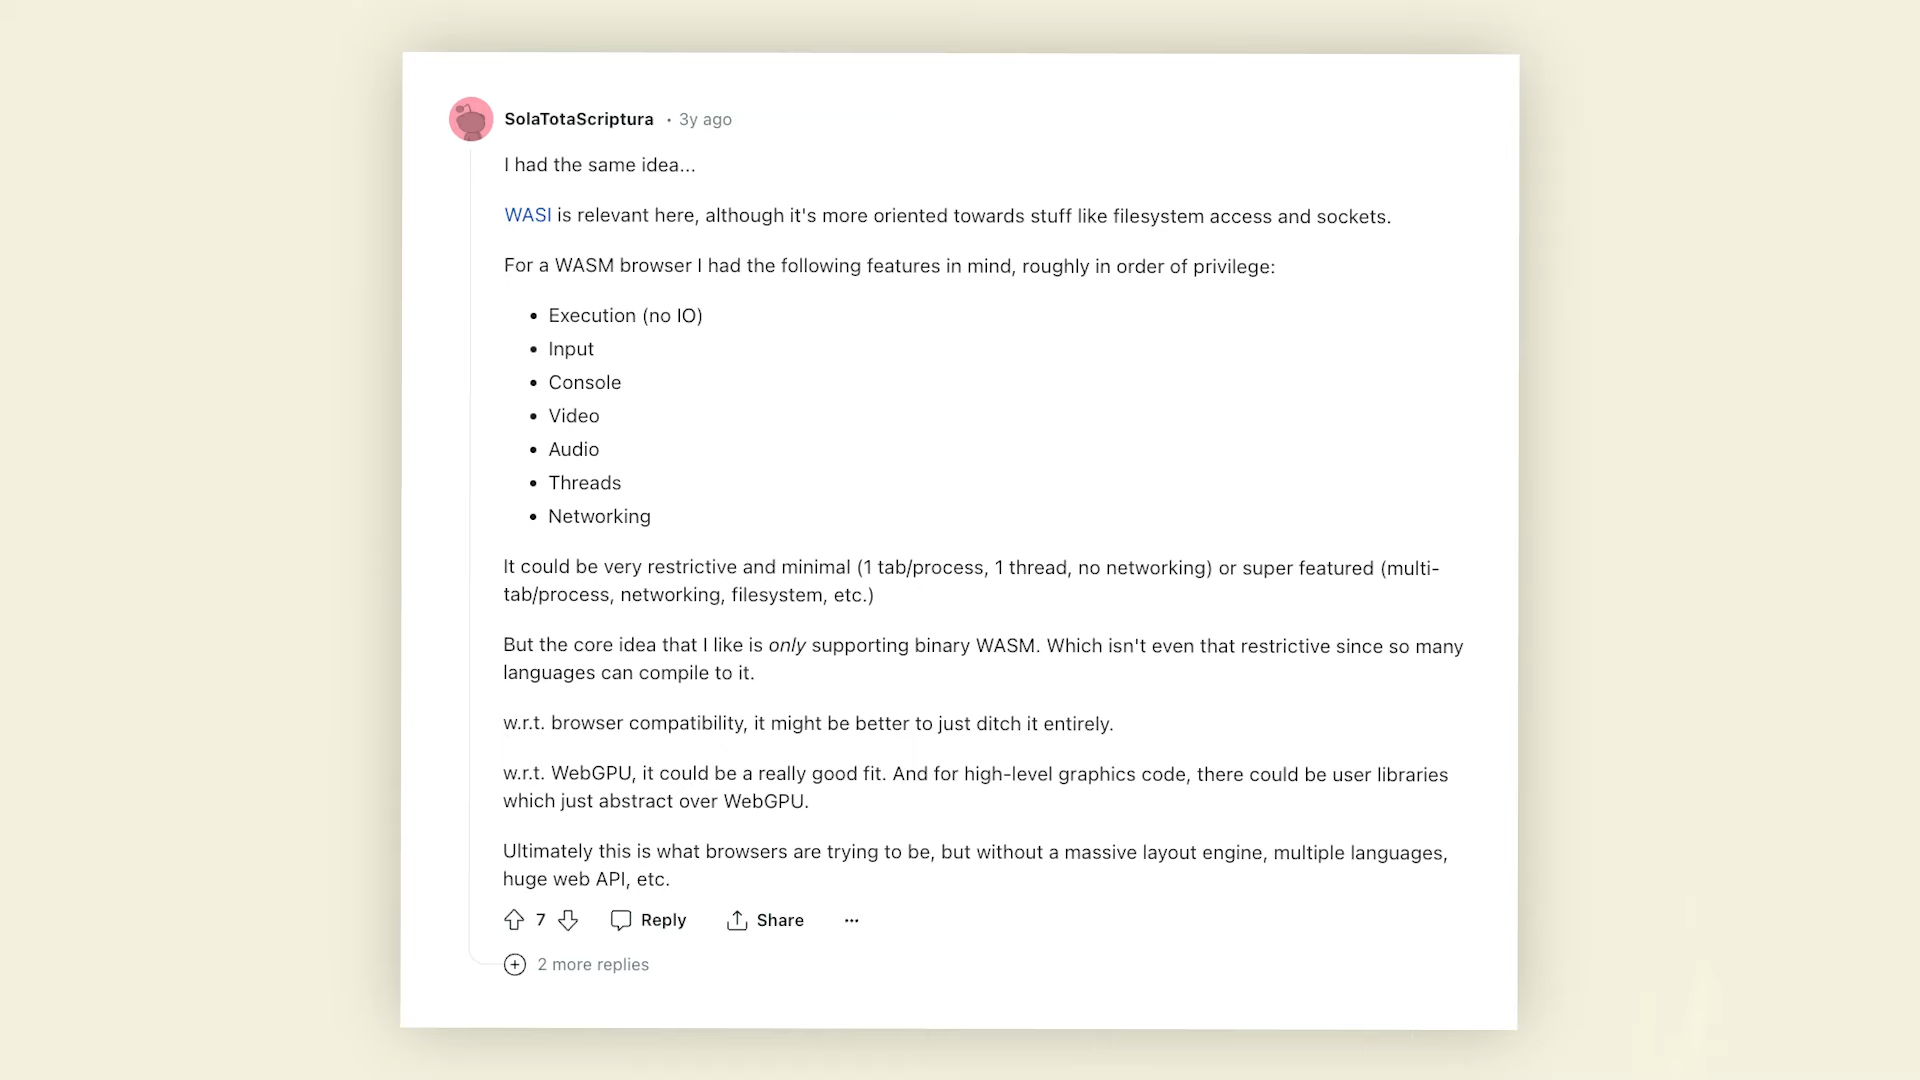 SolaTotaScriptura • 3y ago
I had the same idea...
WASI is relevant here, although it's more oriented towards stuff like filesystem access and sockets.
For a WASM browser I had the following features in mind, roughly in order of privilege:
• Execution (no IO)
• Input
• Console
• Video
• Audio
• Threads
• Networking
It could be very restrictive and minimal (1 tab/process, 1 thread, no networking) or super featured (multi-
tab/process, networking, filesystem, etc.)
But the core idea that I like is only supporting binary WASM. Which isn't even that restrictive since so many
languages can compile to it.
w.r.t. browser compatibility, it might be better to just ditch it entirely.
w.r.t. WebGPU, it could be a really good fit. And for high-level graphics code, there could be user libraries
which just abstract over WebGPU.
Ultimately this is what browsers are trying to be, but without a massive layout engine, multiple languages,
huge web API, etc.
7 Reply Share ...
2 more replies